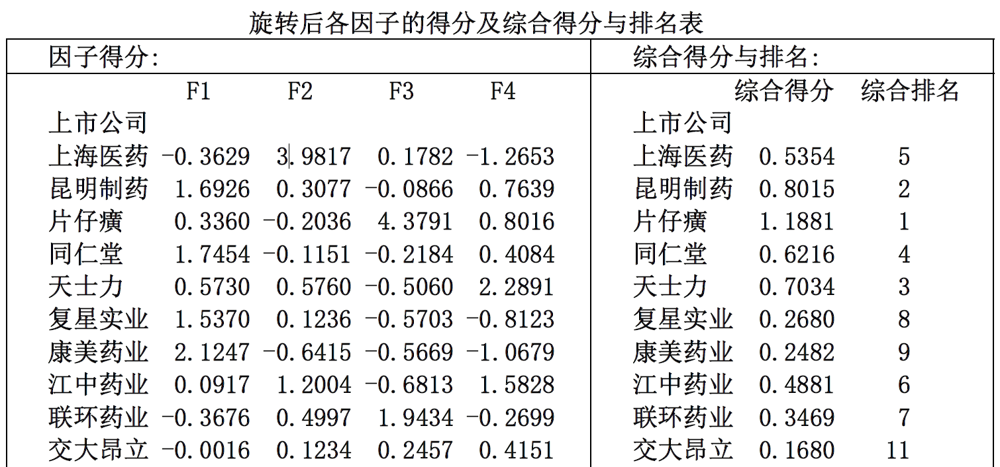 旋转后各因子的得分及综合得分与排名表
因子得分: 综合得分与排名:
F1 F2 F3 F4 综合得分 综合排名
上市公司 上市公司
上海医药 -0.3629 3.9817 0.1782 -1.2653 上海医药 0.5354 5
昆明制药 1.6926 0.3077 -0.0866 0.7639 昆明制药 0.8015 2
片仔癀 0.3360 -0.2036 4.3791 0.8016 片仔癀 1.1881 1
同仁堂 1.7454 -0.1151 -0.2184 0.4084 同仁堂 0.6216 4
天士力 0.5730 0.5760 -0.5060 2.2891 天士力 0.7034 3
复星实业 1.5370 0.1236 -0.5703 -0.8123 复星实业 0.2680 8
康美药业 2.1247 -0.6415 -0.5669 -1.0679 康美药业 0.2482 9
江中药业 0.0917 1.2004 -0.6813 1.5828 江中药业 0.4881 6
联环药业 -0.3676 0.4997 1.9434 -0.2699 联环药业 0.3469 7
交大昂立 -0.0016 0.1234 0.2457 0.4151 交大昂立 0.1680 11